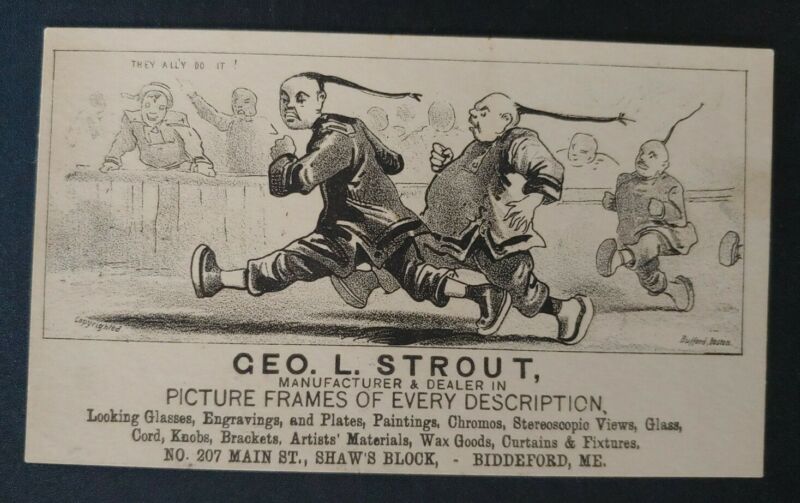 THEY ALL'Y DO IT !
Copyrighted
Bufford, Boston.
GEO. L. STROUT,
MANUFACTURER & DEALER IN
PICTURE FRAMES OF EVERY DESCRIPTION,
Looking Glasses, Engravings, and Plates, Paintings, Chromos, Stereoscopic Views, Glass,
Cord, Knobs, Brackets, Artists' Materials, Wax Goods, Curtains & Fixtures.
NO. 207 MAIN ST., SHAW'S BLOCK, - BIDDEFORD, ME.